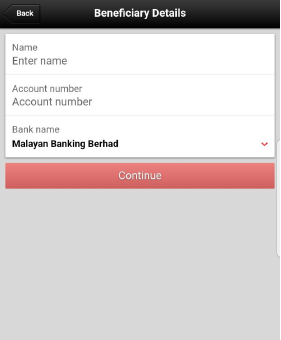 Back
Beneficiary Details
Name
Enter name
Account number
Account number
Bank name
Malayan Banking Berhad
Continue